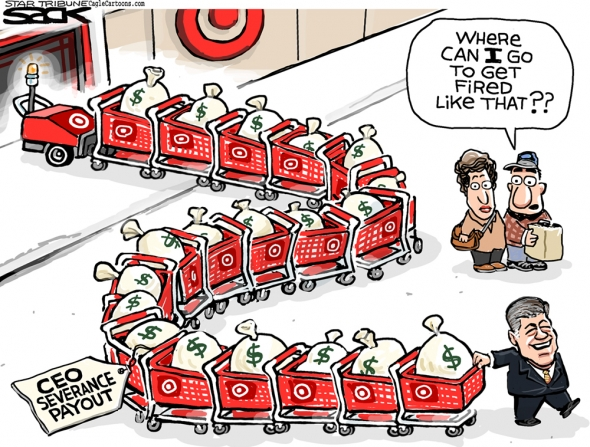 STAR TRIBUNE CagleCartoons.com
SACK
WHERE
CAN I GO
TO GET
FIRED
LIKE THAT??
$ $ $ $ $ $
$ $
$ $ $ $ $
$
$
$ $ $ $ $
CEO
SEVERANCE
PAYOUT